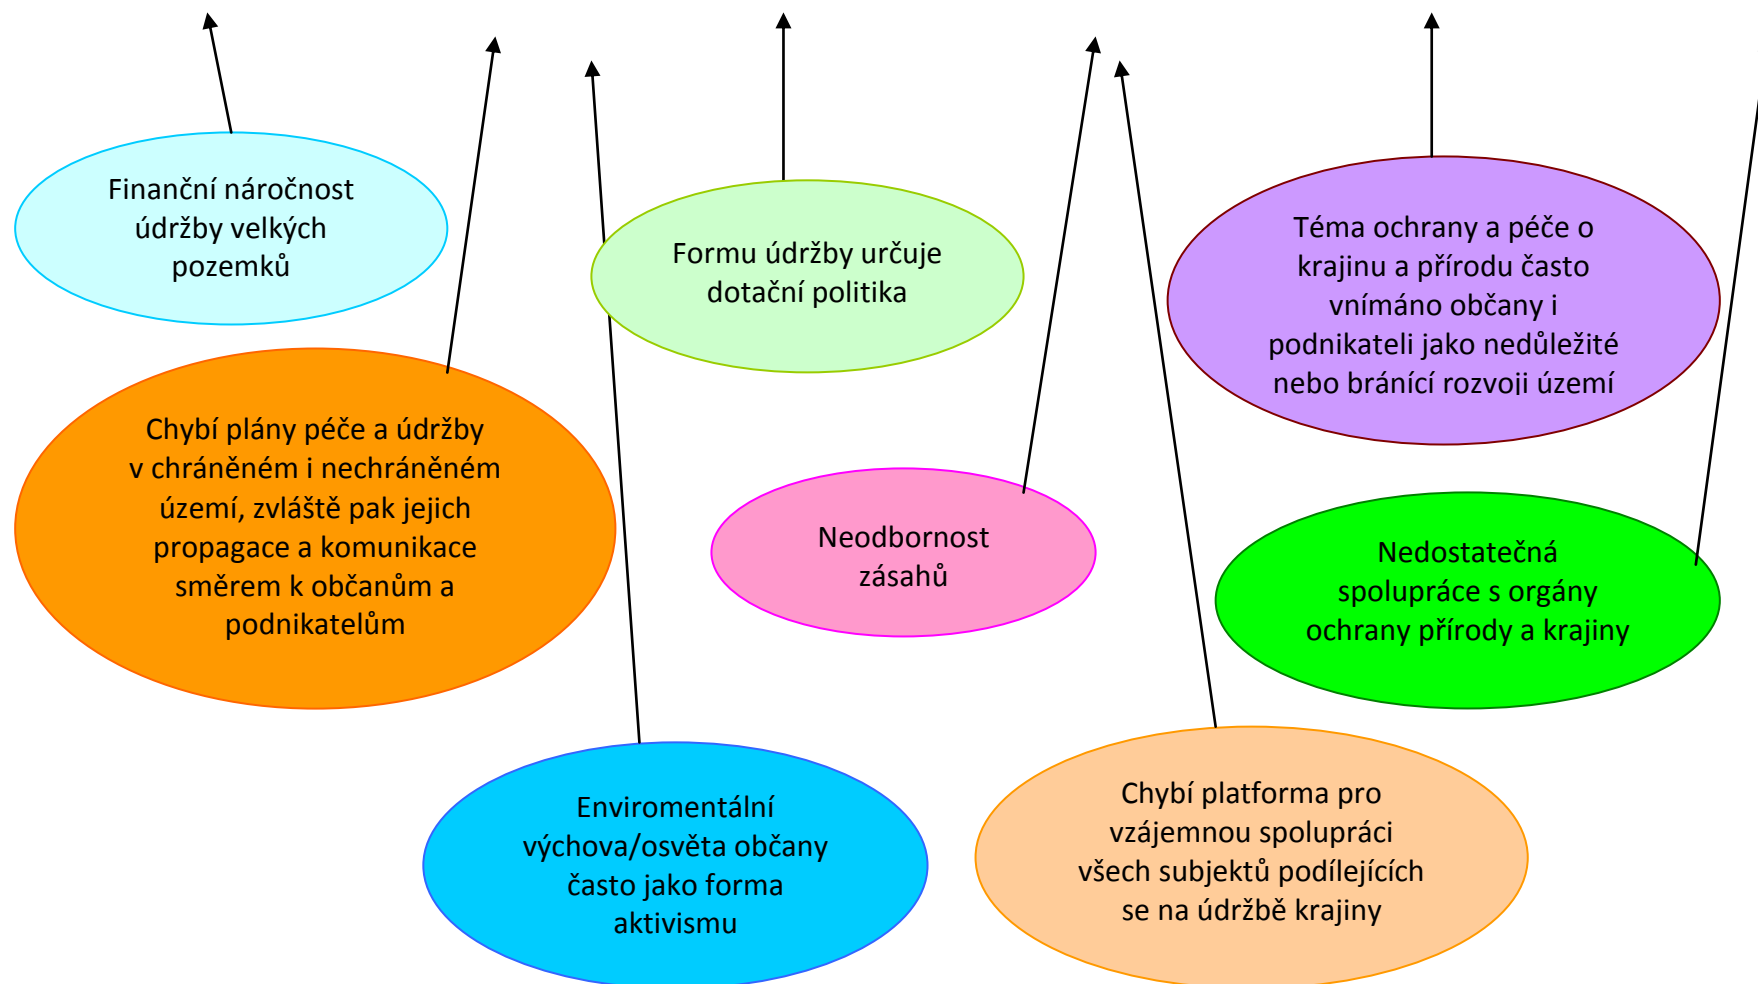 Finanční náročnost
údržby velkých
pozemků
Formu údržby určuje
dotační politika
Téma ochrany a péče o
krajinu a přírodu často
vnímáno občany i
podnikateli jako nedůležité
nebo bránící rozvoji území
Chybí plány péče a údržby
v chráněném i nechráněném
území, zvláště pak jejich
propagace a komunikace
směrem k občanům a
podnikatelům
Neodbornost
zásahů
Nedostatečná
spolupráce s orgány
ochrany přírody a krajiny
Enviromentální
výchova/osvěta občany
často jako forma
aktivismu
Chybí platforma pro
vzájemnou spolupráci
všech subjektů podílejících
se na údržbě krajiny